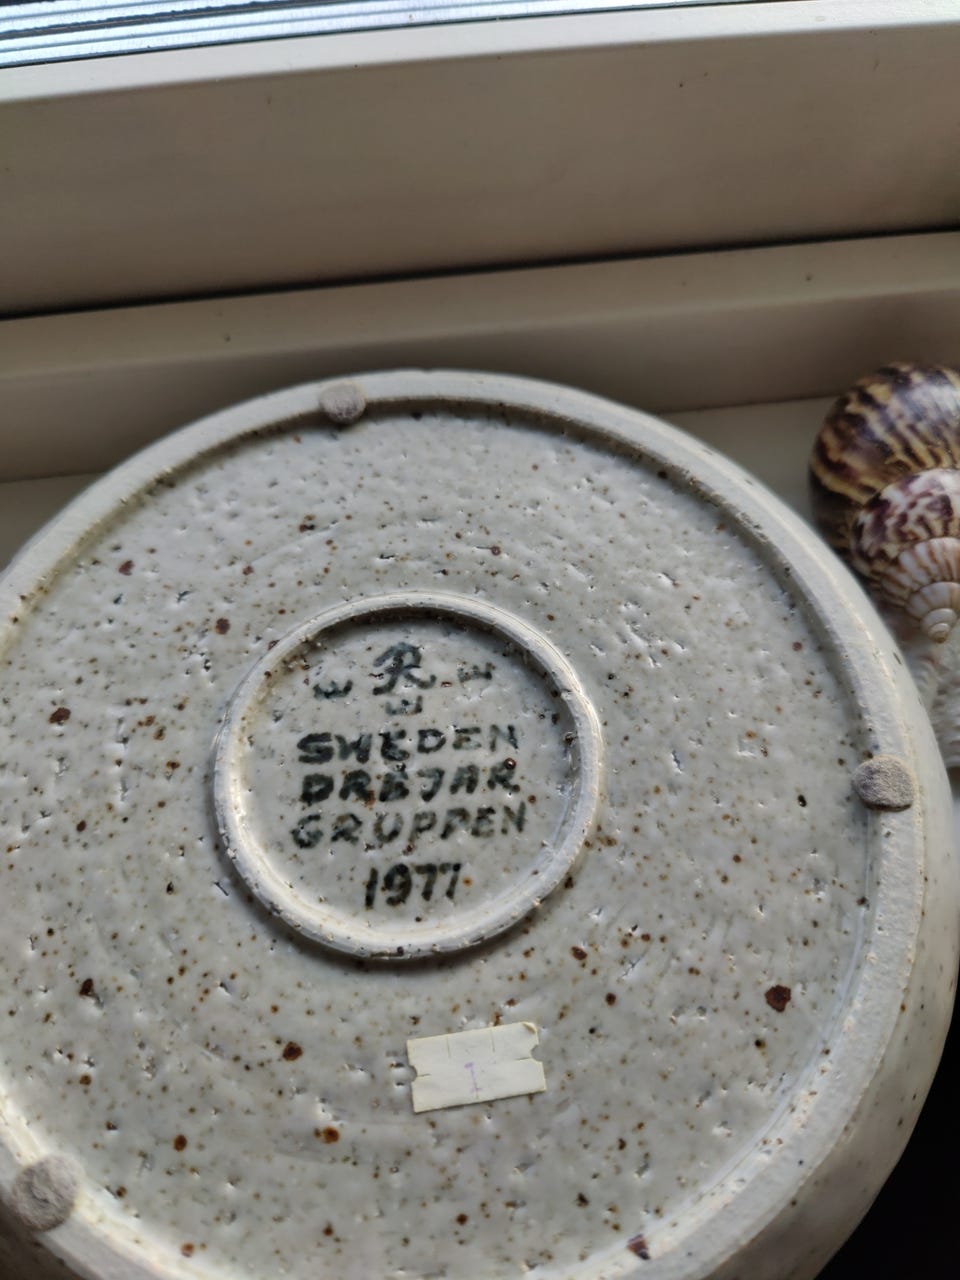 R
SWEDEN
DREJAR
GRUPPEN
1977
I